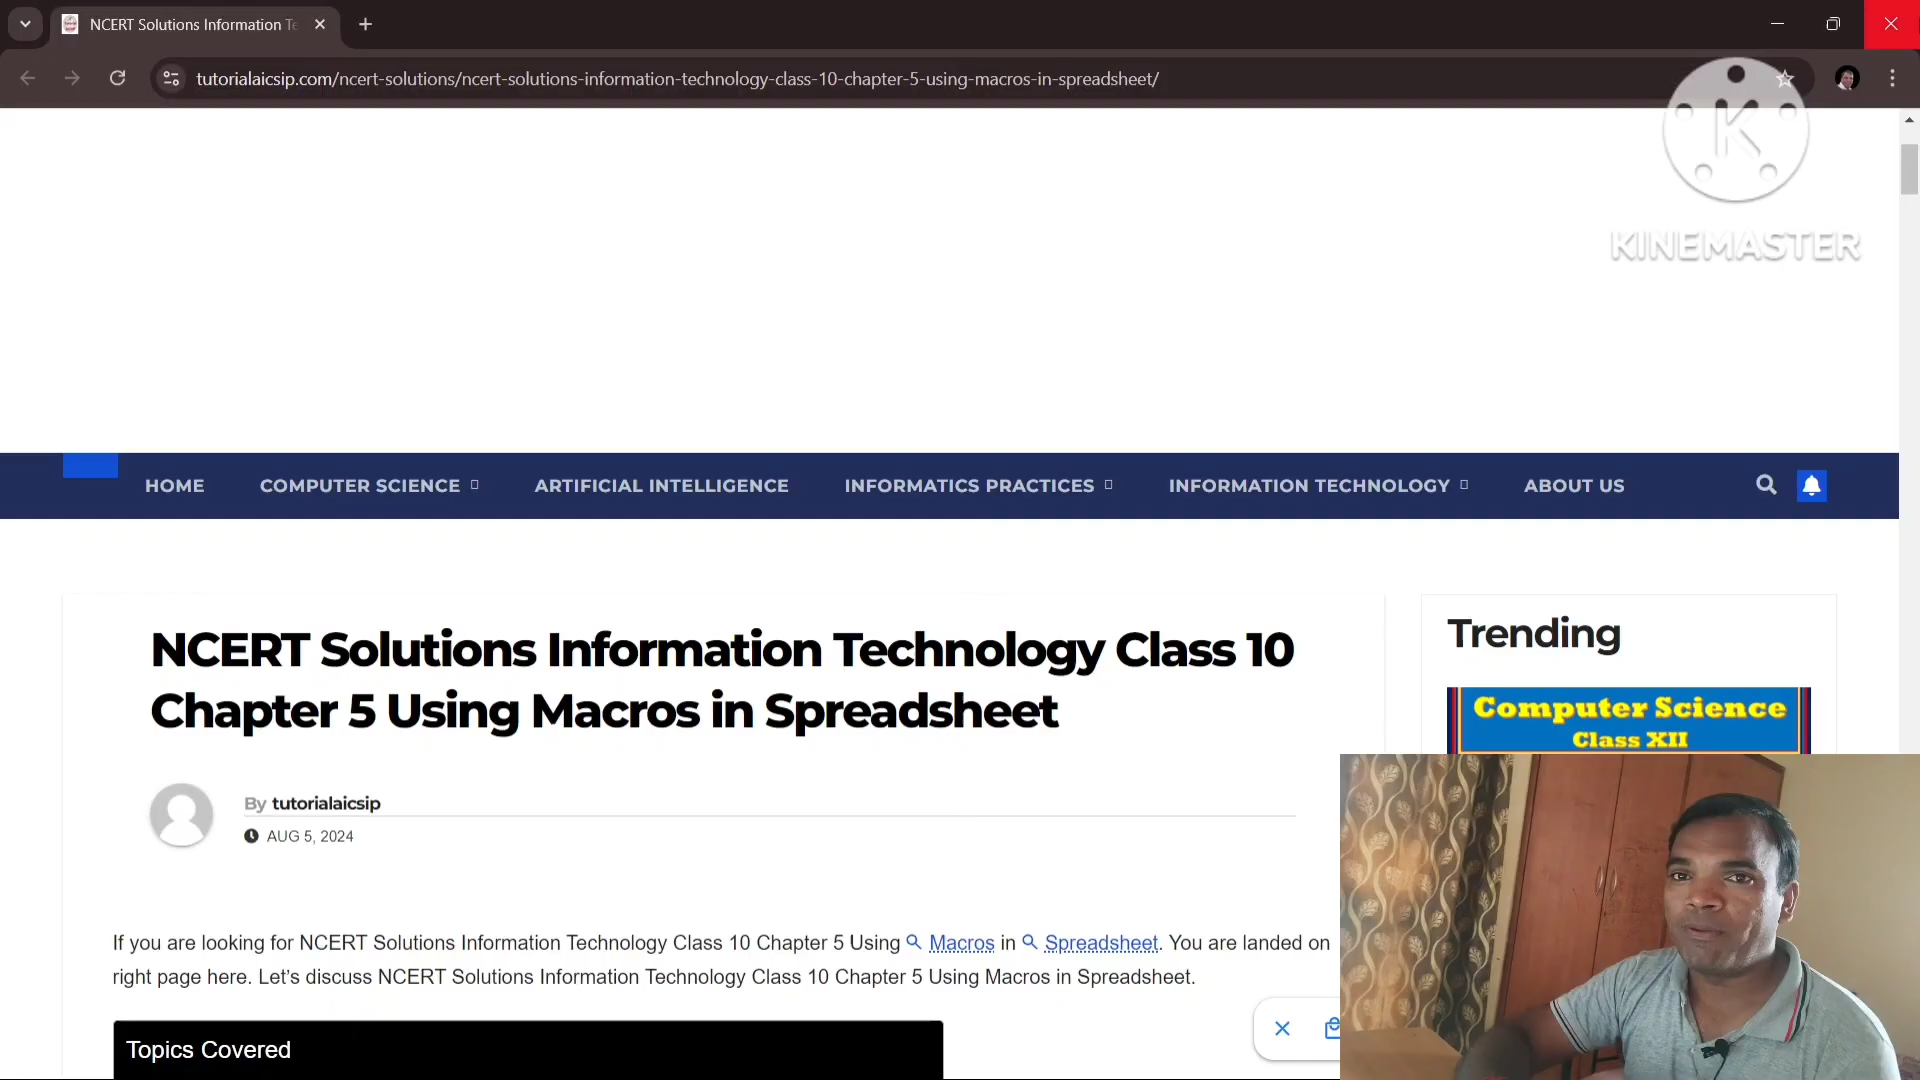 NCERT Solutions Information Te
tutorialaicsip.com/ncert-solutions/ncert-solutions-information-technology-class-10-chapter-5-using-macros-in-spreadsheet/
K
KINEMASTER
HOME COMPUTER SCIENCE ARTIFICIAL INTELLIGENCE INFORMATICS PRACTICES INFORMATION TECHNOLOGY ABOUT US
NCERT Solutions Information Technology Class 10
Chapter 5 Using Macros in Spreadsheet
By tutorialaicsip
AUG 5, 2024
If you are looking for NCERT Solutions Information Technology Class 10 Chapter 5 Using Macros in Spreadsheet. You are landed on
right page here. Let’s discuss NCERT Solutions Information Technology Class 10 Chapter 5 Using Macros in Spreadsheet.
Topics Covered
Trending
Computer Science
Class XII